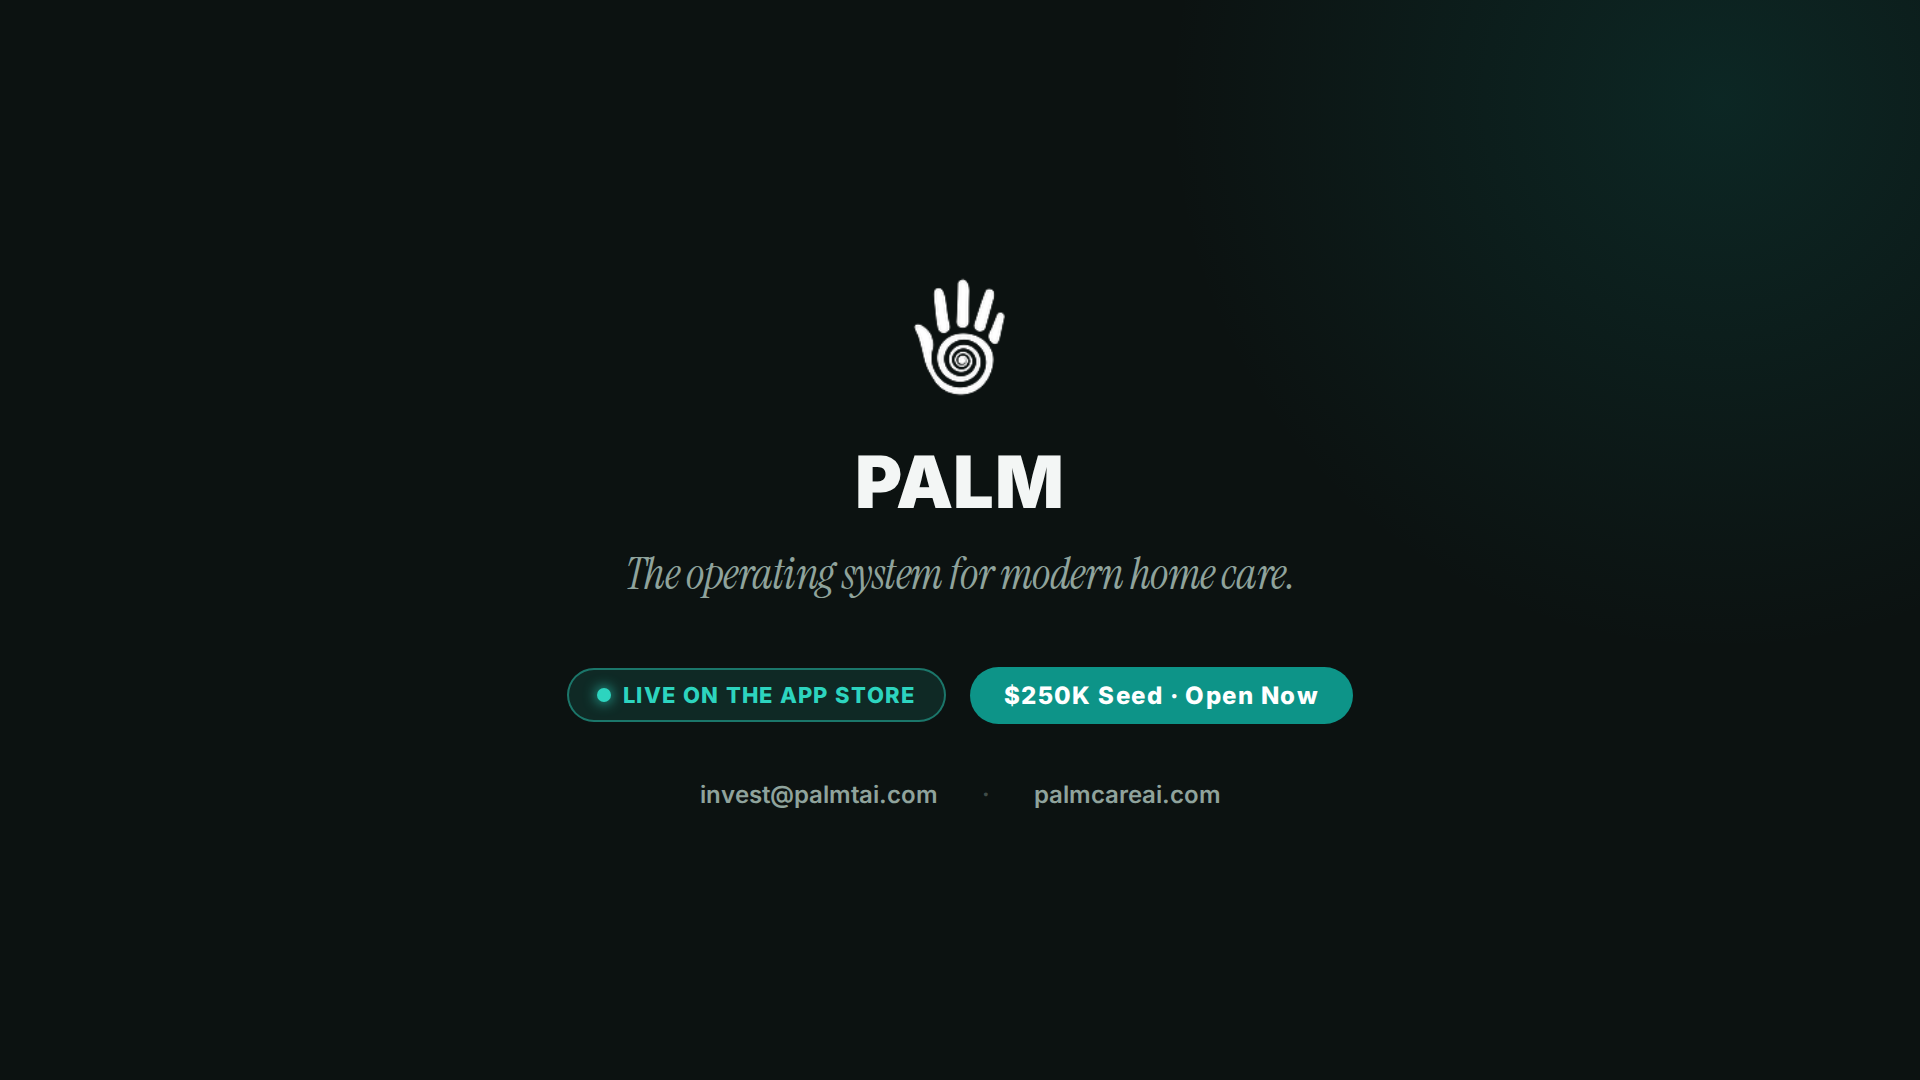 PALM
The operating system for modern home care.
LIVE ON THE APP STORE
$250K Seed · Open Now
invest@palmtai.com · palmcareai.com